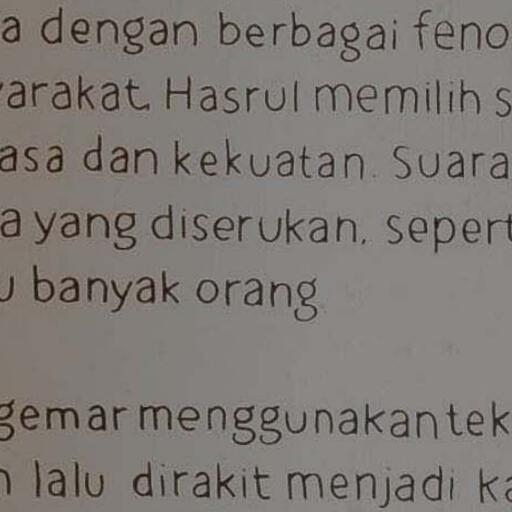 a dengan berbagai feno
arakat. Hasrul memilih s
asa dan kekuatan. Suara
a yang diserukan, sepert
u banyak orang.
gemar menggunakan tek
n lalu dirakit menjadi ka